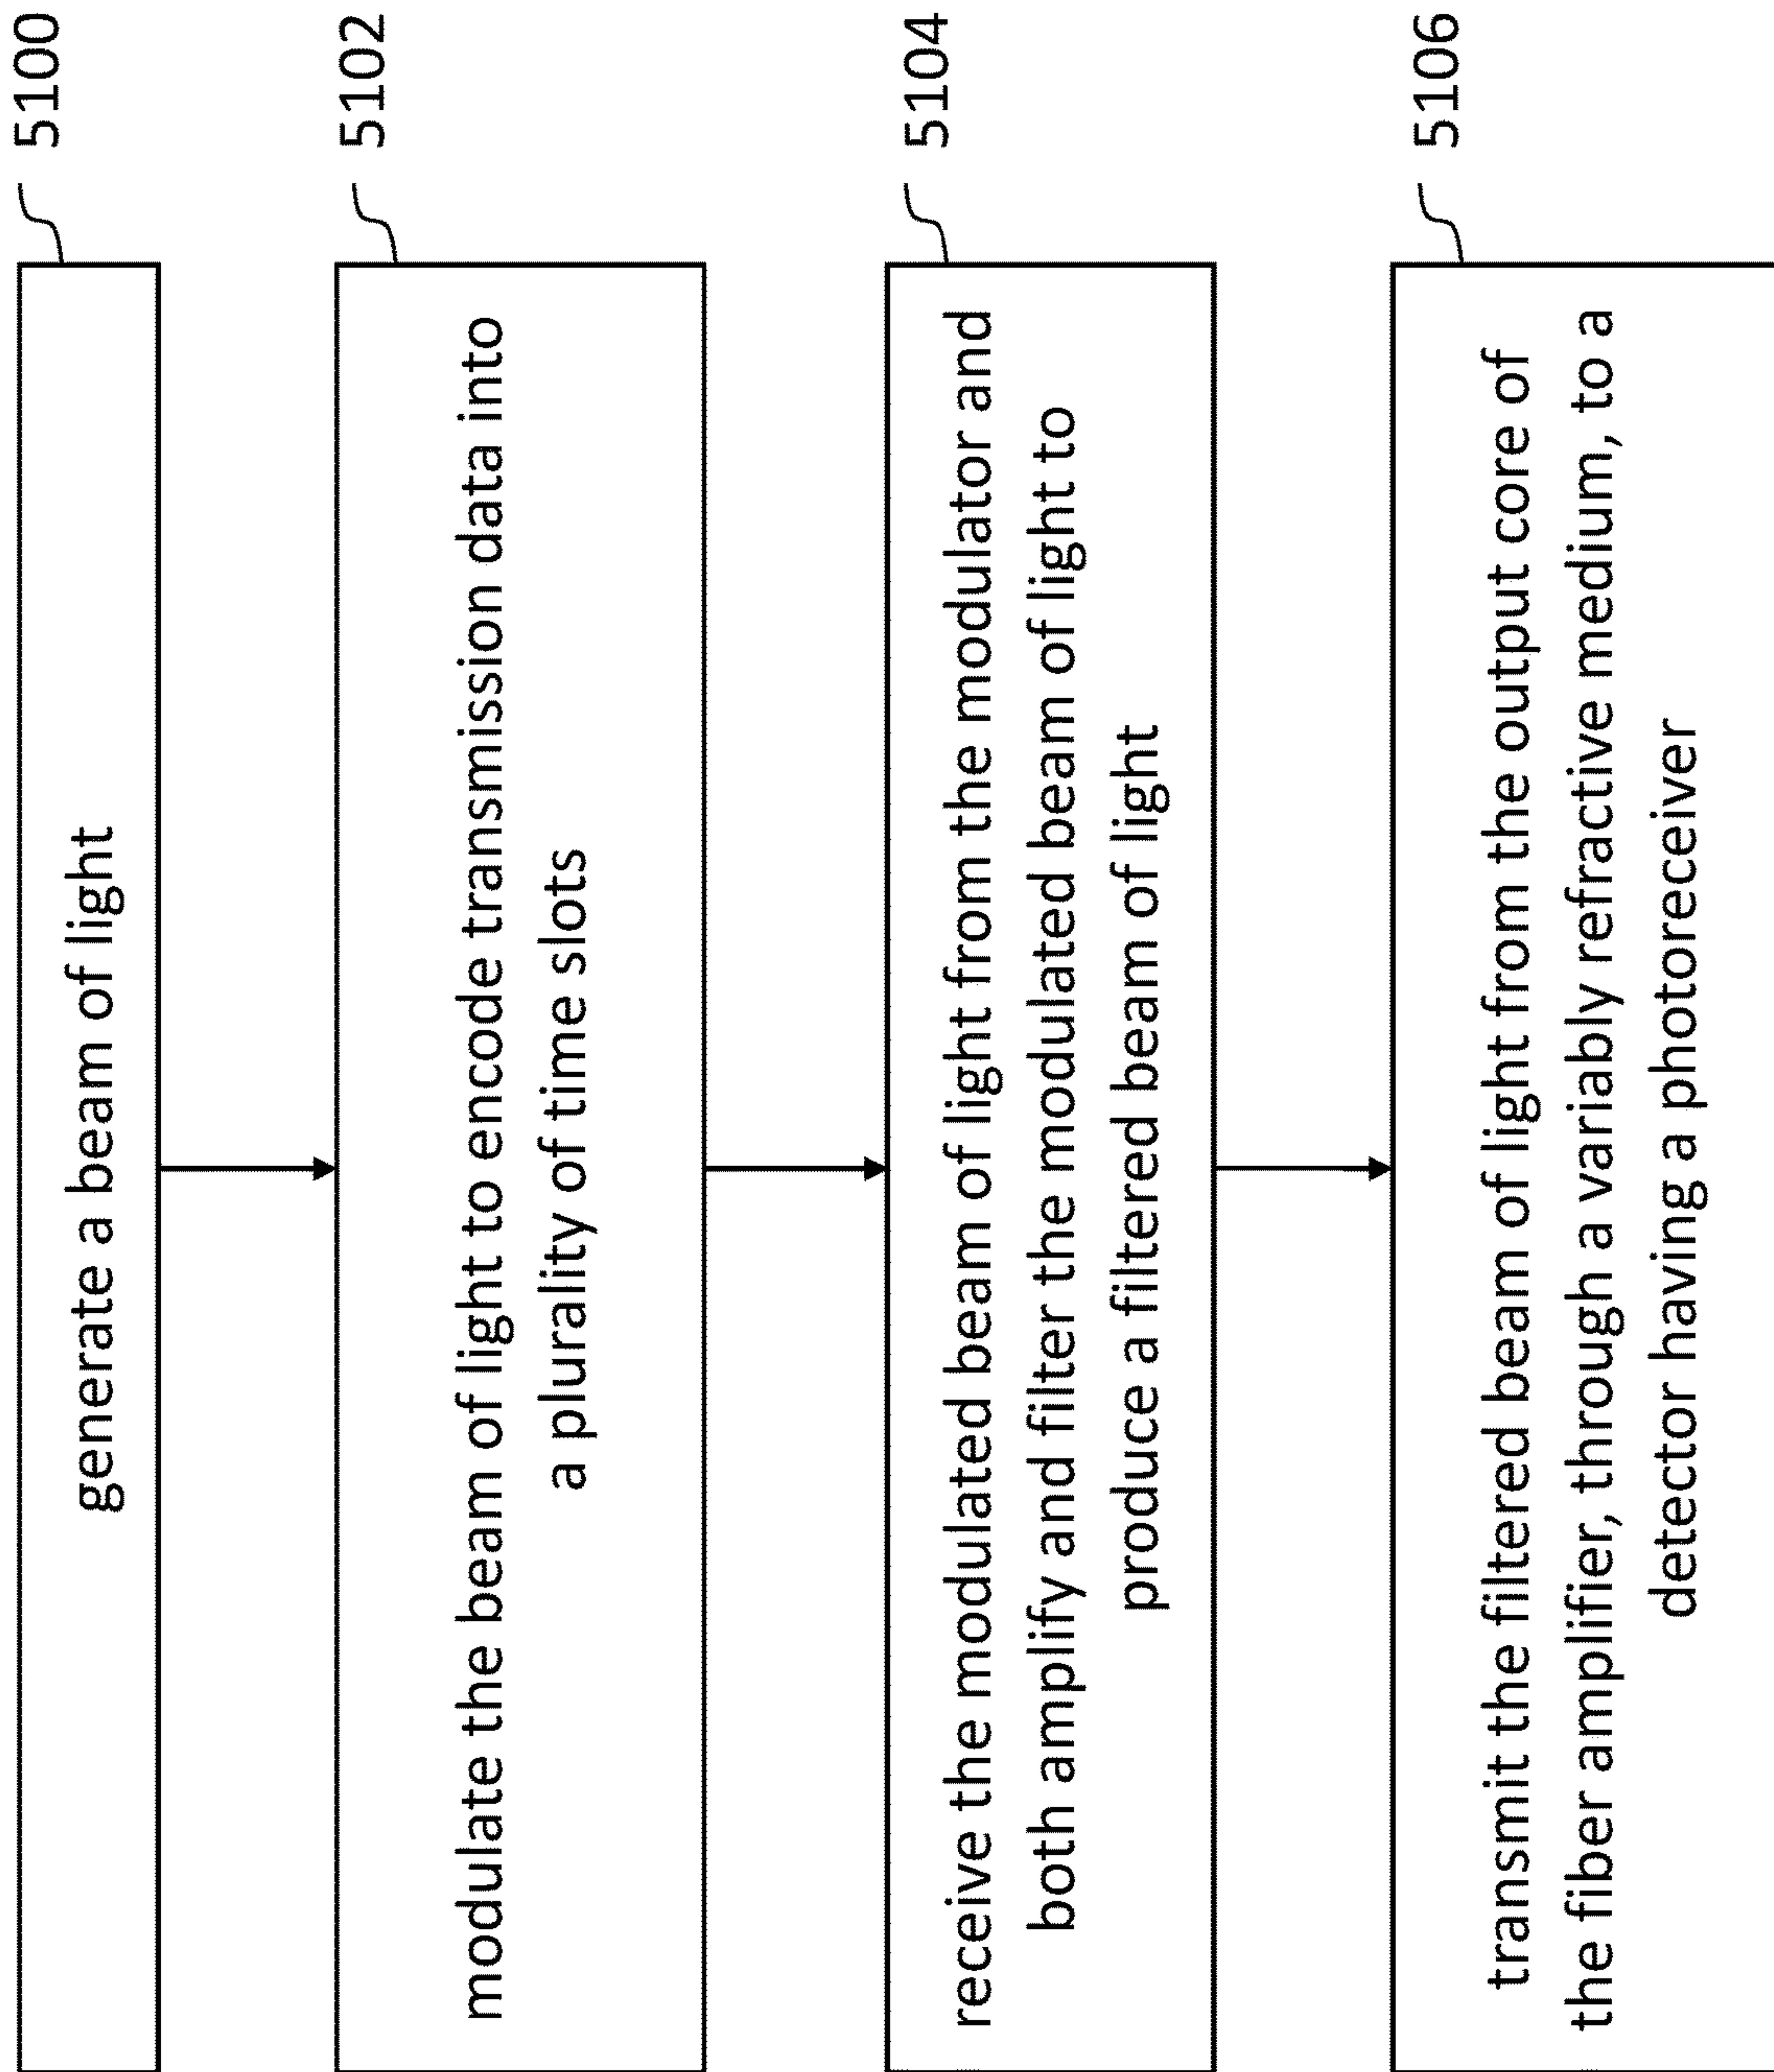 5100
generate a beam of light
5102
modulate the beam of light to encode transmission data into
a plurality of time slots
5104
receive the modulated beam of light from the modulator and
both amplify and filter the modulated beam of light to
produce a filtered beam of light
5106
transmit the filtered beam of light from the output core of
the fiber amplifier, through a variably refractive medium, to a
detector having a photoreceiver